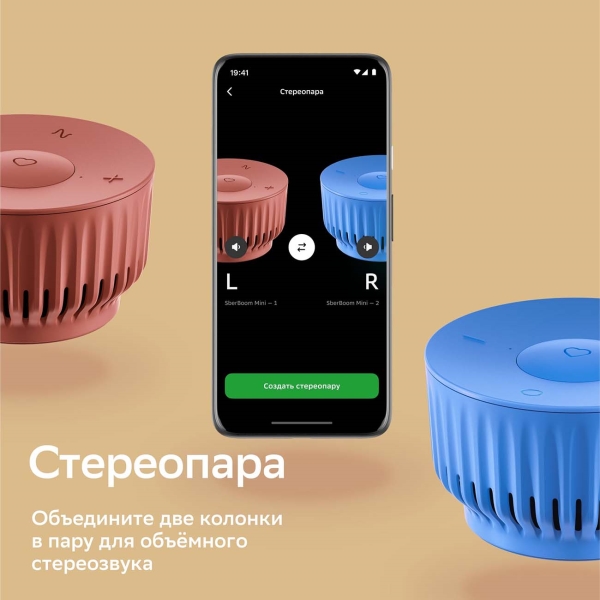 19:41
Стереопара
L
R
SberBoom Mini – 1
SberBoom Mini – 2
Создать стереопару
Стереопара
Объедините две колонки
в пару для объёмного
стереозвука